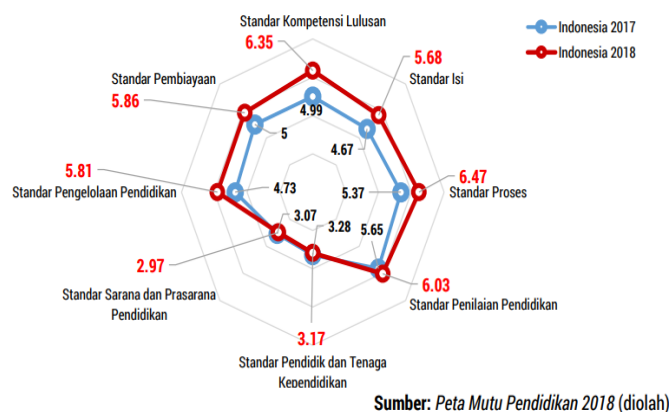 Standar Kompetensi Lulusan
6.35
Indonesia 2017
Indonesia 2018
5.68
Standar Isi
Standar Pembiayaan
5.86
4.99
5
4.67
5.81
Standar Pengelolaan Pendidikan
4.73
5.37
6.47
Standar Proses
3.07
3.28
5.65
2.97
Standar Sarana dan Prasarana
Pendidikan
6.03
Standar Penilaian Pendidikan
3.17
Standar Pendidik dan Tenaga
Kependidikan
Sumber: Peta Mutu Pendidikan 2018 (diolah)